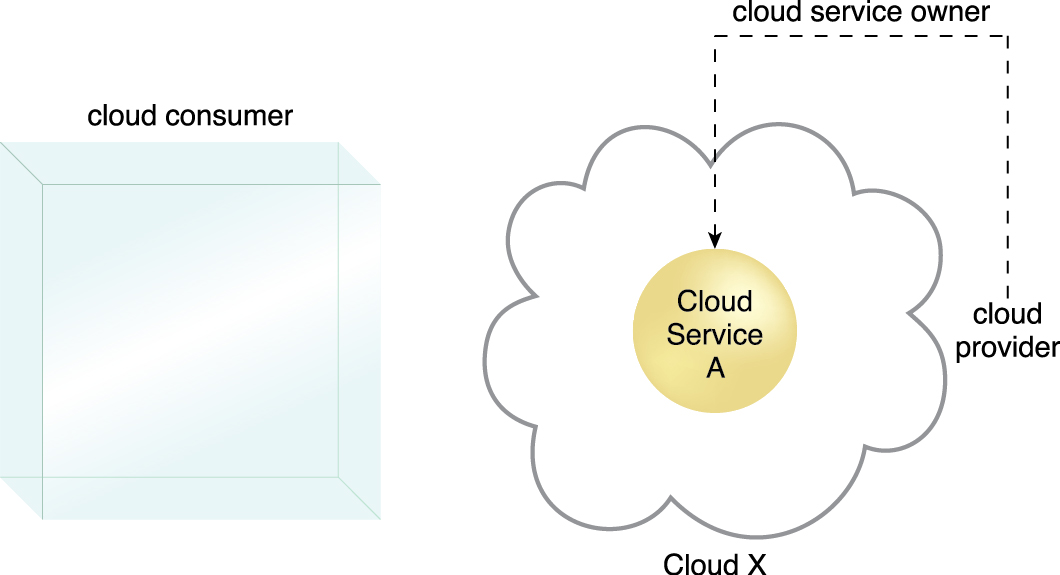 cloud service owner
cloud consumer
Cloud
Service
A
cloud
provider
Cloud X